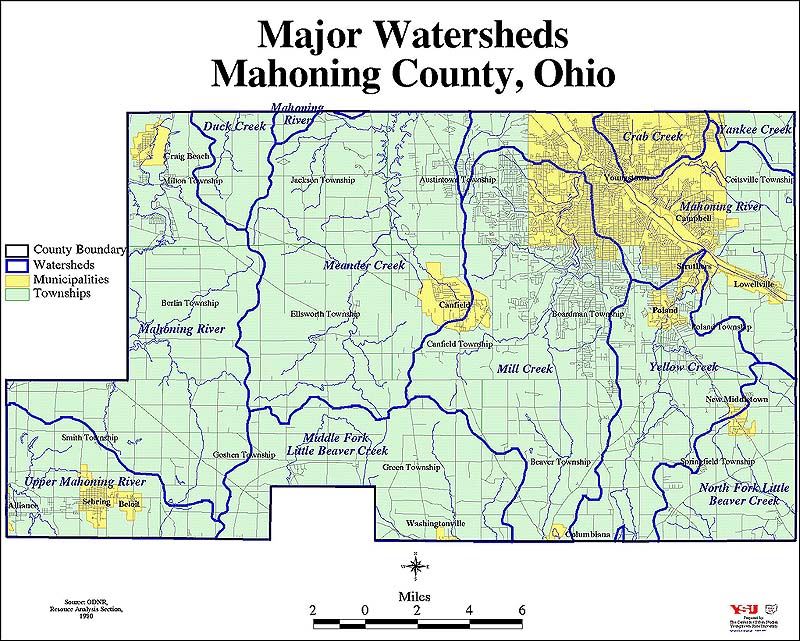 Major Watersheds
Mahoning County, Ohio
Mahoning
River
Duck Creek
Crab Creek
Yankee Creek
Craig Beach
Milton Township
Jackson Township
Austintown Township
Youngstown
Coitsville Township
Mahoning River
Campbell
County Boundary
Watersheds
Municipalities
Townships
Meander Creek
Struthers
Lowellville
Berlin Township
Ellsworth Township
Canfield
Boardman Township
Poland
Poland Township
Mahoning River
Canfield Township
Mill Creek
Yellow Creek
New Middletown
Smith Township
Middle Fork
Little Beaver Creek
Goshen Township
Green Township
Beaver Township
Springfield Township
Upper Mahoning River
North Fork Little
Beaver Creek
Alliance
Sebring
Beloit
Washingtonville
Columbiana
W
E
Miles
2 0 2 4 6
Source: ODNR,
Resource Analysis Section,
1990
YSU